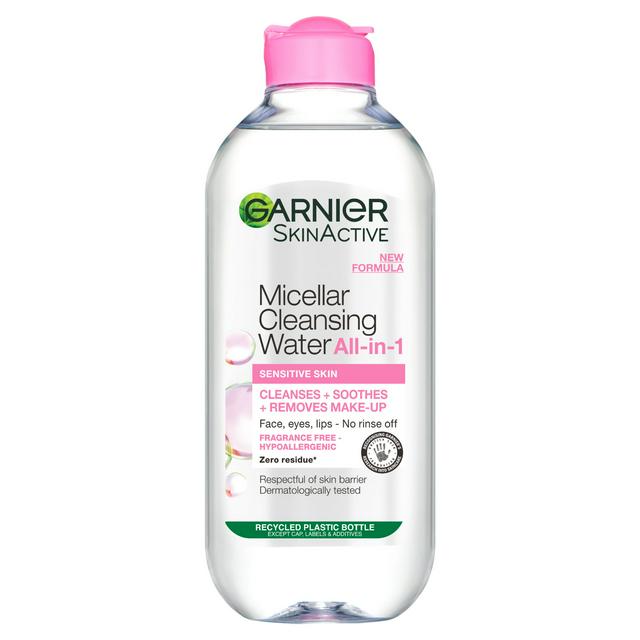 GARNIER
SKINACTIVE
NEW
FORMULA
Micellar
Cleansing
Water All-in-1
SENSITIVE SKIN
CLEANSES + SOOTHES
+ REMOVES MAKE-UP
Face, eyes, lips - No rinse off
FRAGRANCE FREE -
HYPOALLERGENIC
Zero residue*
Respectful of skin barrier
Dermatologically tested
RECYCLED PLASTIC BOTTLE
EXCEPT CAP, LABELS & ADDITIVES